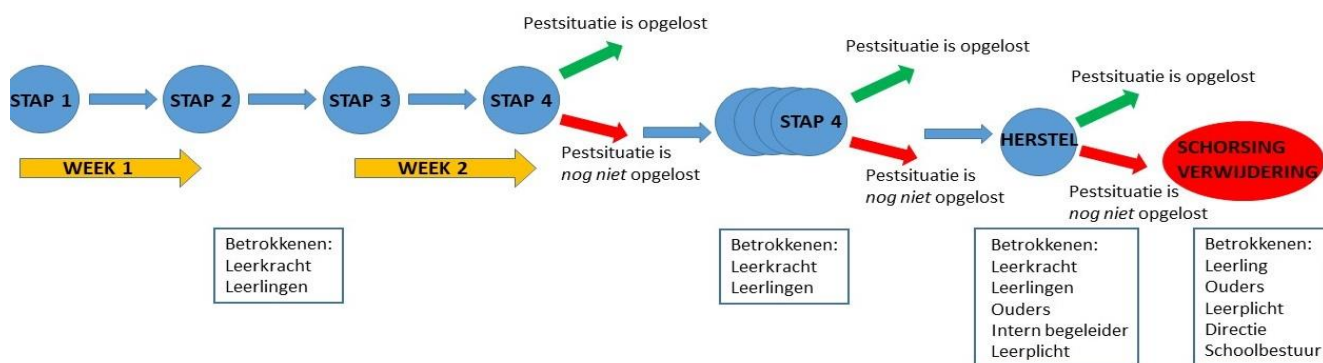 Pestsituatie is opgelost
STAP 1
STAP 2
STAP 3
STAP 4
Pestsituatie is
nog niet opgelost
WEEK 1
WEEK 2
Betrokkenen:
Leerkracht
Leerlingen
Pestsituatie is opgelost
STAP 4
Pestsituatie is
nog niet opgelost
Betrokkenen:
Leerkracht
Leerlingen
Pestsituatie is opgelost
HERSTEL
Pestsituatie is
nog niet opgelost
Betrokkenen:
Leerkracht
Leerlingen
Ouders
Intern begeleider
Leerplicht
SCHORSING
VERWIJDERING
Betrokkenen:
Leerling
Ouders
Leerplicht
Directie
Schoolbestuur